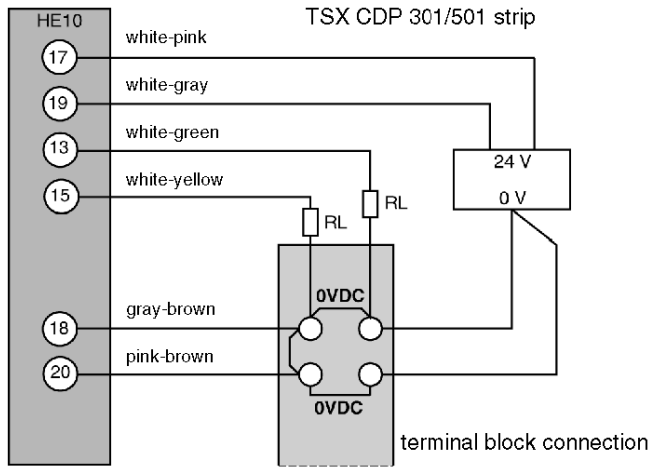 HE10
TSX CDP 301/501 strip
white-pink
17
white-gray
19
white-green
13
24 V
white-yellow
15
0 V
RL
RL
0VDC
gray-brown
18
pink-brown
20
0VDC
terminal block connection